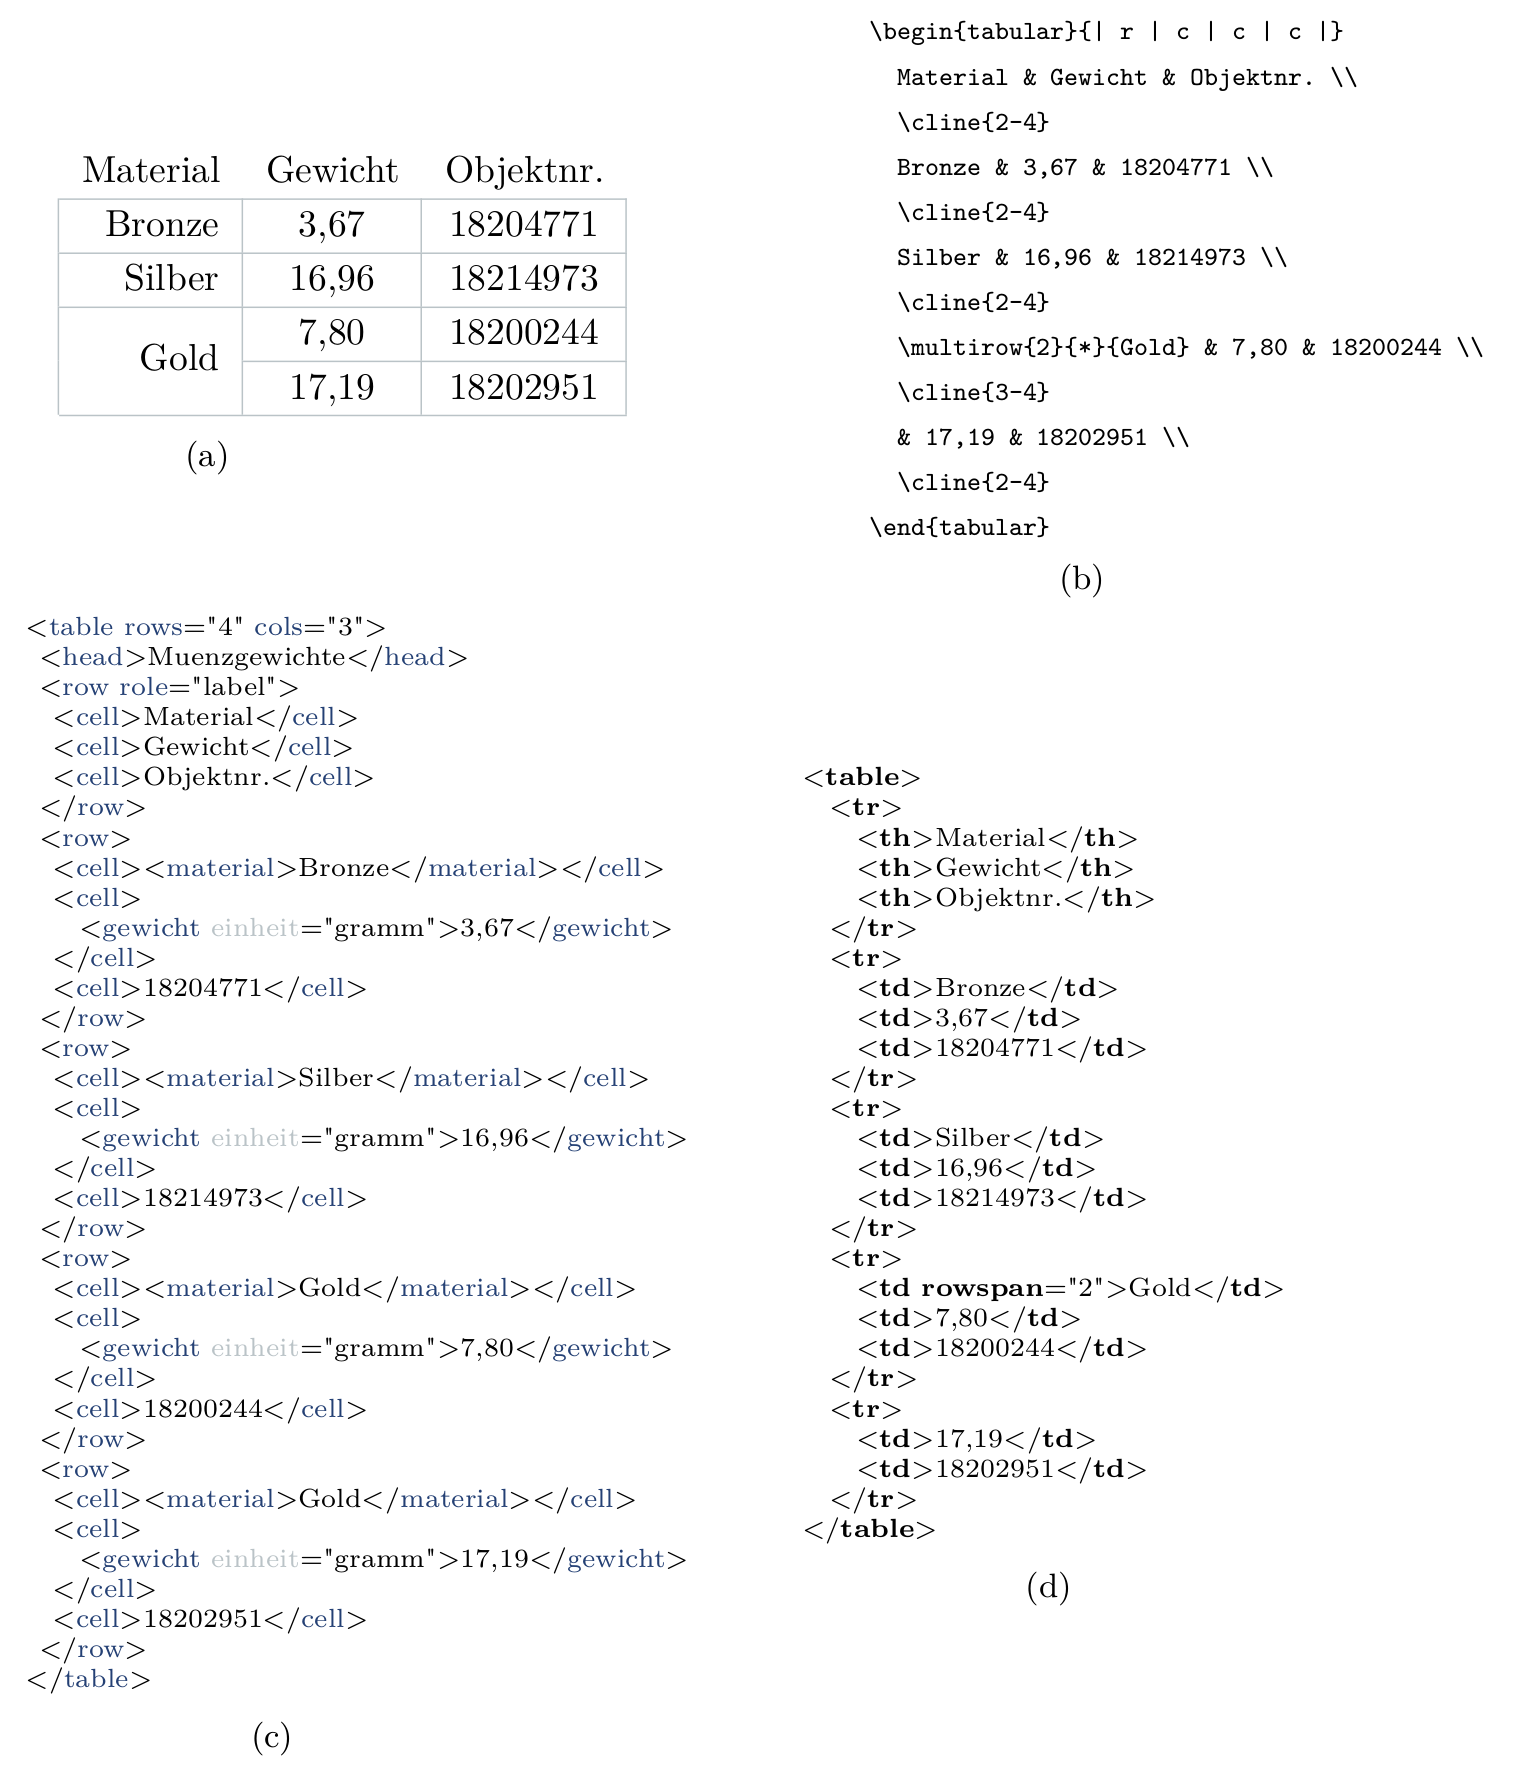 Material Gewicht Objektnr.
Bronze 3,67 18204771
Silber 16,96 18214973
Gold 7,80 18200244
17,19 18202951
(a)
\begin{tabular}{| r | c | c | c |}
Material & Gewicht & Objektnr. \\
\cline{2-4}
Bronze & 3,67 & 18204771 \\
\cline{2-4}
Silber & 16,96 & 18214973 \\
\cline{2-4}
\multirow{2}{*}{Gold} & 7,80 & 18200244 \\
\cline{3-4}
& 17,19 & 18202951 \\
\cline{2-4}
\end{tabular}
(b)
<table rows="4" cols="3">
<head>Muenzgewichte</head>
<row role="label">
<cell>Material</cell>
<cell>Gewicht</cell>
<cell>Objektnr.</cell>
</row>
<row>
<cell><material>Bronze</material></cell>
<cell>
<gewicht einheit="gramm">3,67</gewicht>
</cell>
<cell>18204771</cell>
</row>
<row>
<cell><material>Silber</material></cell>
<cell>
<gewicht einheit="gramm">16,96</gewicht>
</cell>
<cell>18214973</cell>
</row>
<row>
<cell><material>Gold</material></cell>
<cell>
<gewicht einheit="gramm">7,80</gewicht>
</cell>
<cell>18200244</cell>
</row>
<row>
<cell><material>Gold</material></cell>
<cell>
<gewicht einheit="gramm">17,19</gewicht>
</cell>
<cell>18202951</cell>
</row>
</table>
(c)
<table>
<tr>
<th>Material</th>
<th>Gewicht</th>
<th>Objektnr.</th>
</tr>
<tr>
<td>Bronze</td>
<td>3,67</td>
<td>18204771</td>
</tr>
<tr>
<td>Silber</td>
<td>16,96</td>
<td>18214973</td>
</tr>
<tr>
<td rowspan="2">Gold</td>
<td>7,80</td>
<td>18200244</td>
</tr>
<tr>
<td>17,19</td>
<td>18202951</td>
</tr>
</table>
(d)